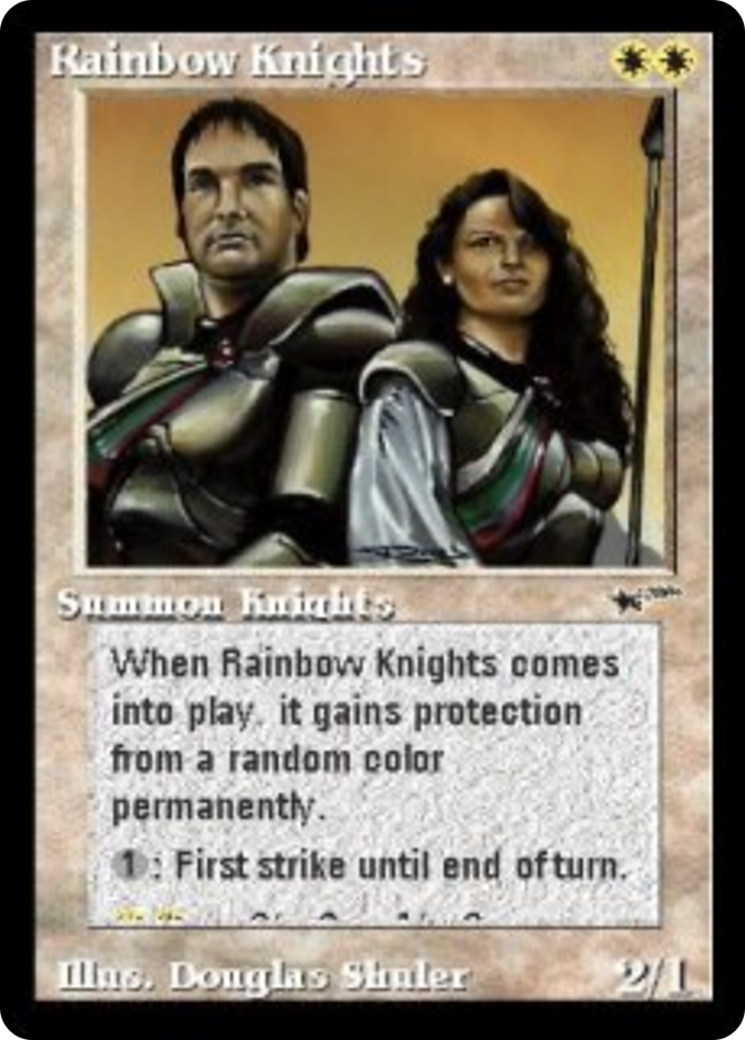 Rainbow Knights
Summon Knights
When Rainbow Knights comes
into play, it gains protection
from a random color
permanently.
1: First strike until end of turn.
Illus. Douglas Shuler
2/1